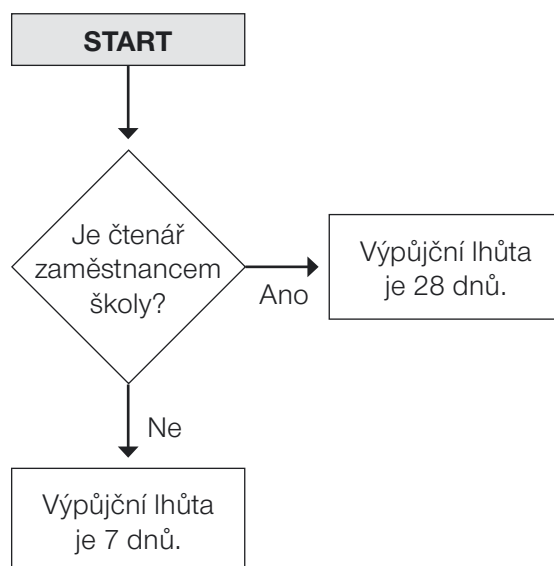 START
Je čtenář
zaměstnancem
školy?
Ano
Výpůjční lhůta
je 28 dnů.
Ne
Výpůjční lhůta
je 7 dnů.